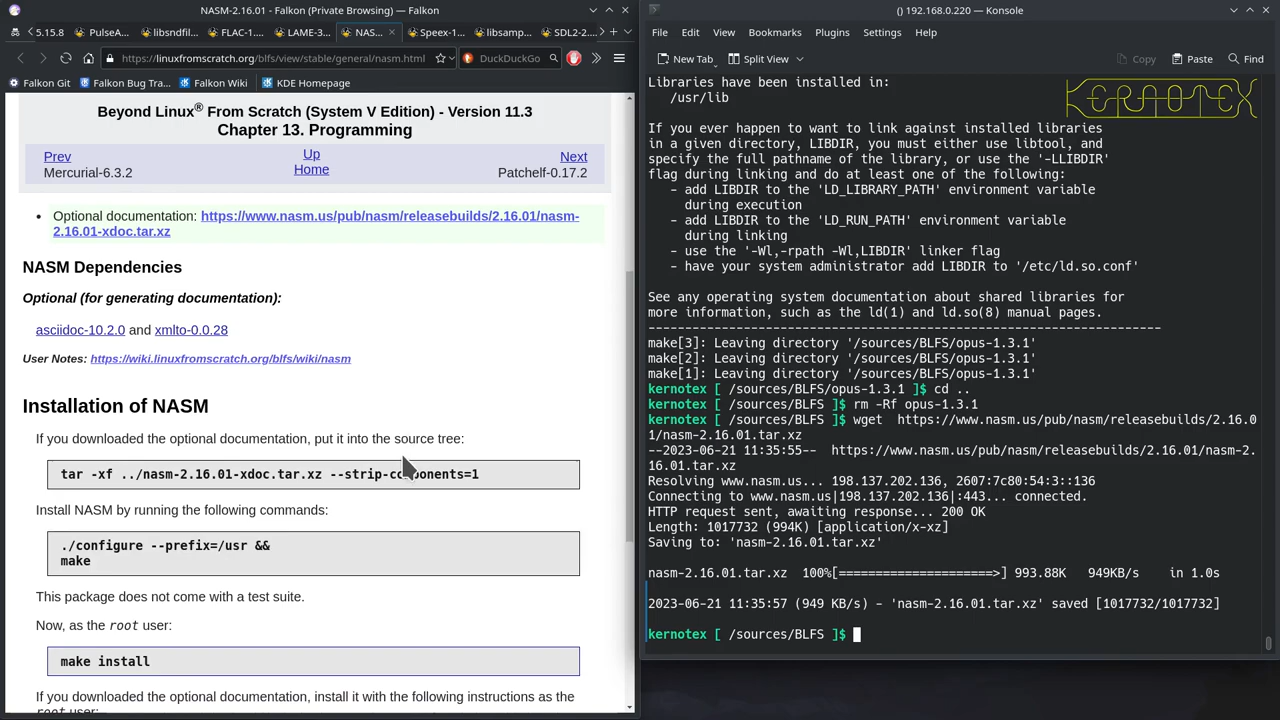 NASM-2.16.01 - Falkon (Private Browsing) — Falkon
5.15.8
PulseA...
libsndfil...
FLAC-1....
LAME-3...
NAS...
Speex-1...
libsamp...
SDL2-2....
https://linuxfromscratch.org/blfs/view/stable/general/nasm.html
DuckDuckGo
Falkon Git
Falkon Bug Tra...
Falkon Wiki
KDE Homepage
Beyond Linux® From Scratch (System V Edition) - Version 11.3
Chapter 13. Programming
Prev
Up
Next
Mercurial-6.3.2
Home
Patchelf-0.17.2
• Optional documentation: https://www.nasm.us/pub/nasm/releasebuilds/2.16.01/nasm-
2.16.01-xdoc.tar.xz
NASM Dependencies
Optional (for generating documentation):
asciidoc-10.2.0 and xmlto-0.0.28
User Notes: https://wiki.linuxfromscratch.org/blfs/wiki/nasm
Installation of NASM
If you downloaded the optional documentation, put it into the source tree:
tar -xf ../nasm-2.16.01-xdoc.tar.xz --strip-components=1
Install NASM by running the following commands:
./configure --prefix=/usr &&
make
This package does not come with a test suite.
Now, as the root user:
make install
If you downloaded the optional documentation, install it with the following instructions as the
root user:
() 192.168.0.220 — Konsole
File Edit View Bookmarks Plugins Settings Help
New Tab
Split View
Copy
Paste
Find
KERNOTEX
Libraries have been installed in:
/usr/lib
If you ever happen to want to link against installed libraries
in a given directory, LIBDIR, you must either use libtool, and
specify the full pathname of the library, or use the '-LLIBDIR'
flag during linking and do at least one of the following:
- add LIBDIR to the 'LD_LIBRARY_PATH' environment variable
during execution
- add LIBDIR to the 'LD_RUN_PATH' environment variable
during linking
- use the '-Wl,-rpath -Wl,LIBDIR' linker flag
- have your system administrator add LIBDIR to '/etc/ld.so.conf'
See any operating system documentation about shared libraries for
more information, such as the ld(1) and ld.so(8) manual pages.
----------------------------------------------------------------------
make[3]: Leaving directory '/sources/BLFS/opus-1.3.1'
make[2]: Leaving directory '/sources/BLFS/opus-1.3.1'
make[1]: Leaving directory '/sources/BLFS/opus-1.3.1'
kernotex [ /sources/BLFS/opus-1.3.1 ]$ cd ..
kernotex [ /sources/BLFS ]$ rm -Rf opus-1.3.1
kernotex [ /sources/BLFS ]$ wget  https://www.nasm.us/pub/nasm/releasebuilds/2.16.0
1/nasm-2.16.01.tar.xz
--2023-06-21 11:35:55--  https://www.nasm.us/pub/nasm/releasebuilds/2.16.01/nasm-2.
16.01.tar.xz
Resolving www.nasm.us... 198.137.202.136, 2607:7c80:54:3::136
Connecting to www.nasm.us|198.137.202.136|:443... connected.
HTTP request sent, awaiting response... 200 OK
Length: 1017732 (994K) [application/x-xz]
Saving to: 'nasm-2.16.01.tar.xz'
nasm-2.16.01.tar.xz  100%[=====================>] 993.88K   949KB/s    in 1.0s
2023-06-21 11:35:57 (949 KB/s) - 'nasm-2.16.01.tar.xz' saved [1017732/1017732]
kernotex [ /sources/BLFS ]$